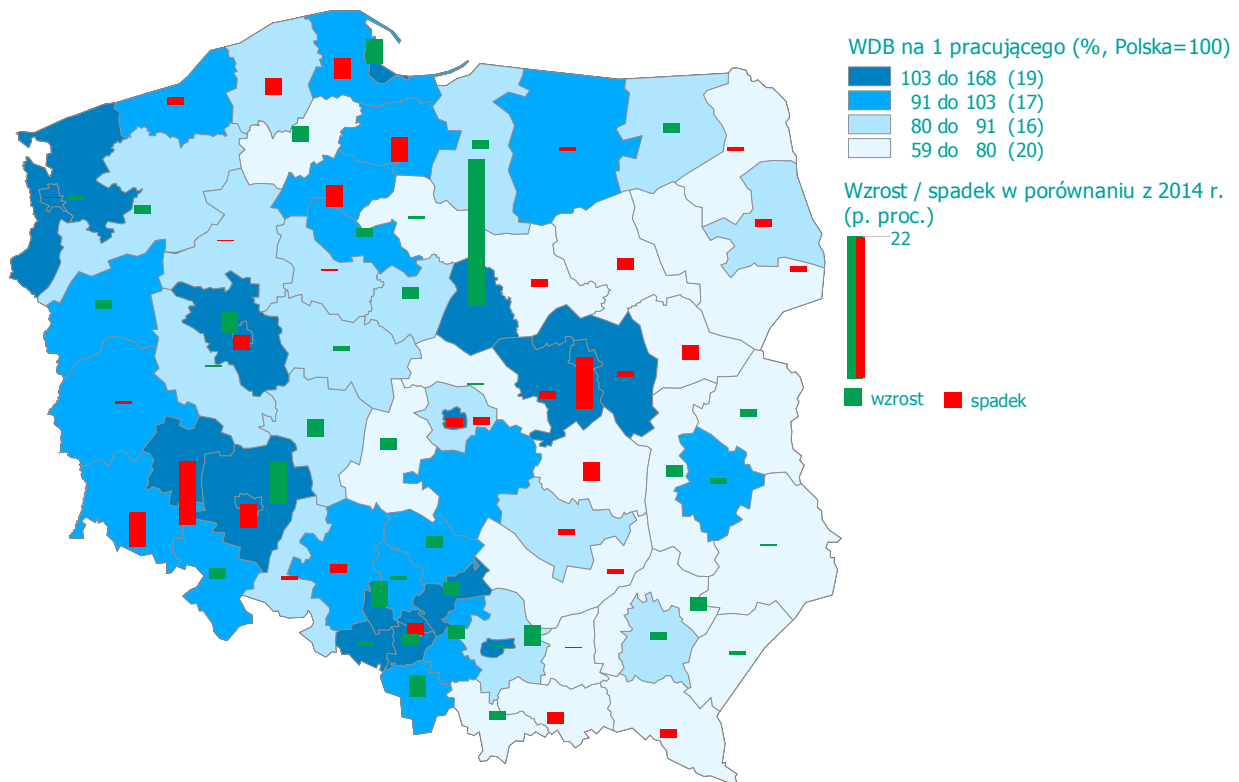 WDB na 1 pracującego (%, Polska=100)
103 do 168 (19)
91 do 103 (17)
80 do 91 (16)
59 do 80 (20)
Wzrost / spadek w porównaniu z 2014 r.
(p. proc.)
22
wzrost spadek